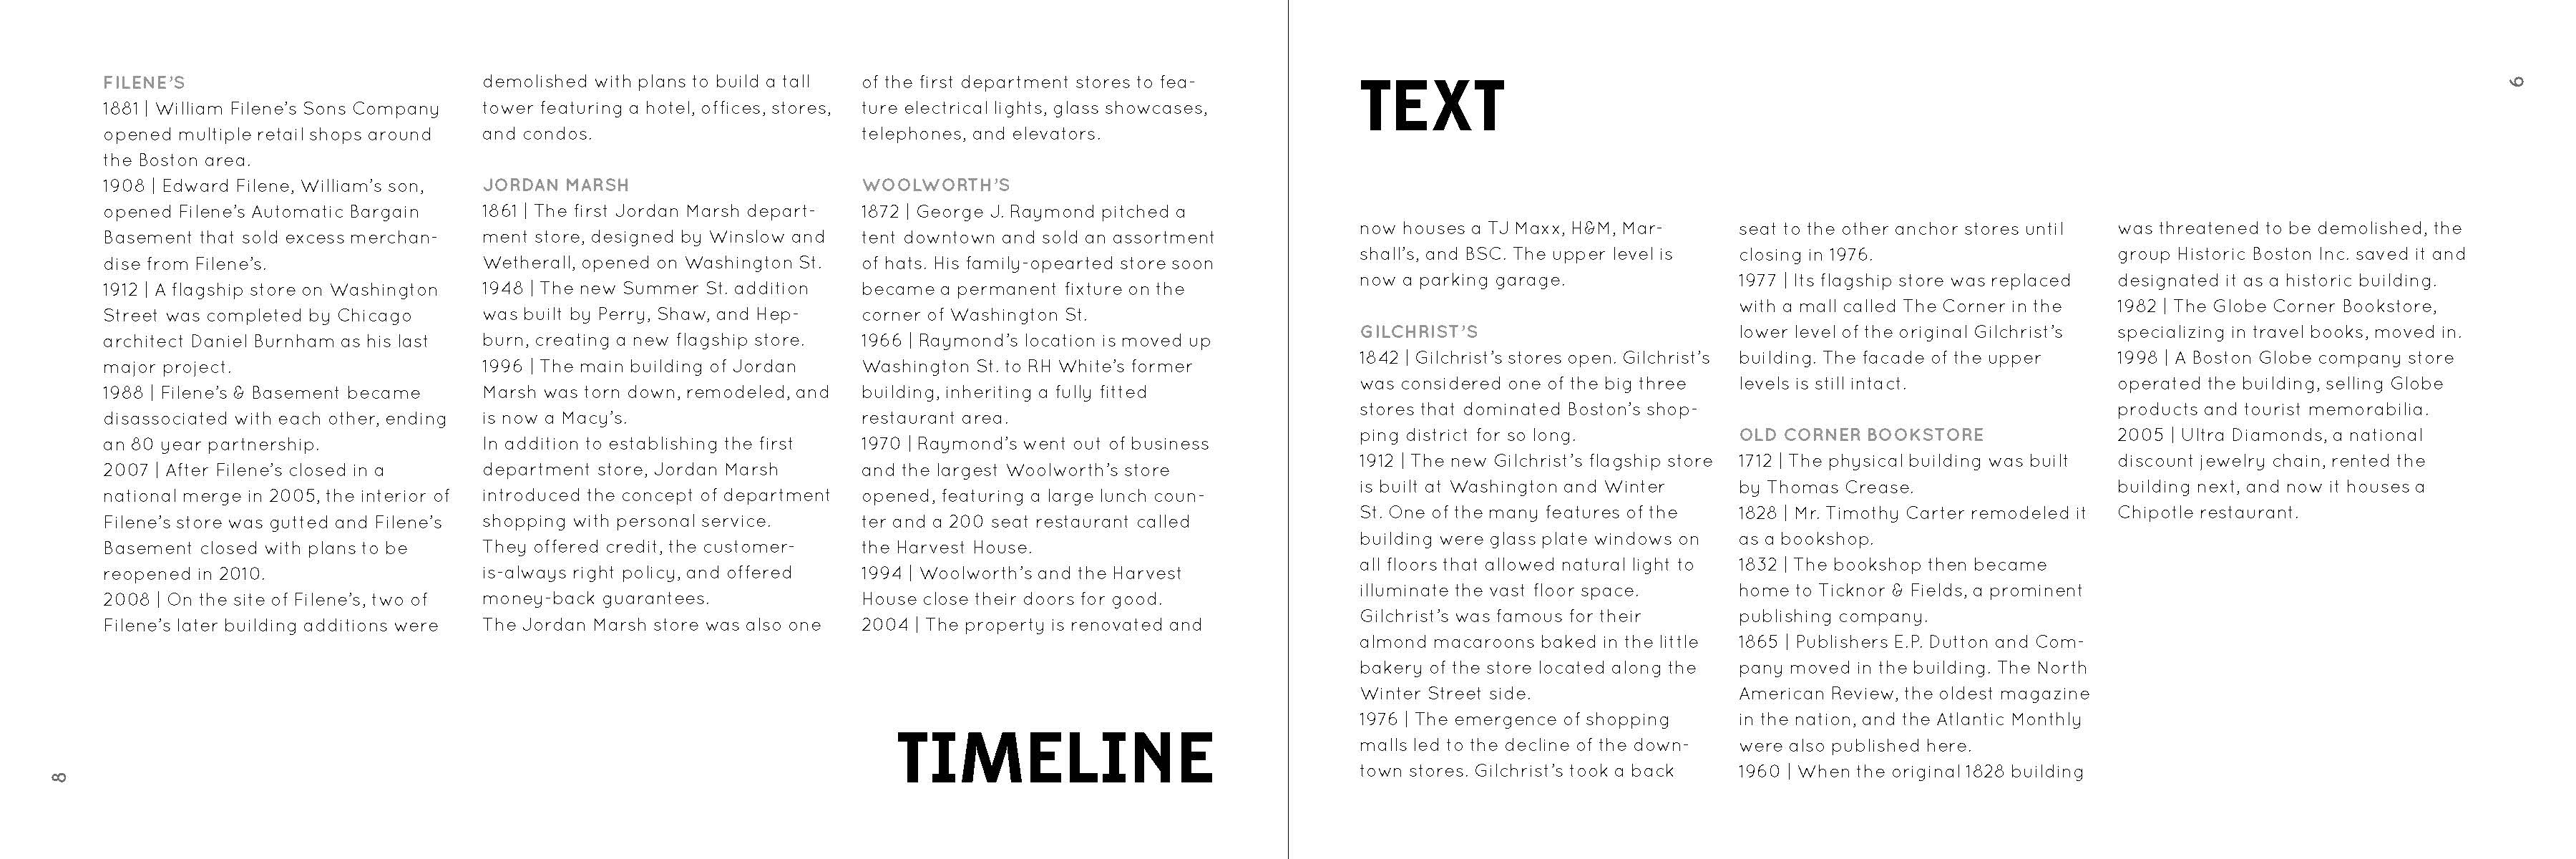 FILENE'S
1881 | William Filene's Sons Company
opened multiple retail shops around
the Boston area.
1908 | Edward Filene, William's son,
opened Filene's Automatic Bargain
Basement that sold excess merchan-
dise from Filene's.
1912 | A flagship store on Washington
Street was completed by Chicago
architect Daniel Burnham as his last
major project.
1988 | Filene's & Basement became
disassociated with each other, ending
an 80 year partnership.
2007 | After Filene's closed in a
national merge in 2005, the interior of
Filene's store was gutted and Filene's
Basement closed with plans to be
reopened in 2010.
2008 | On the site of Filene's, two of
Filene's later building additions were
demolished with plans to build a tall
tower featuring a hotel, offices, stores,
and condos.
JORDAN MARSH
1861 | The first Jordan Marsh depart-
ment store, designed by Winslow and
Wetherall, opened on Washington St.
1948 | The new Summer St. addition
was built by Perry, Shaw, and Hep-
burn, creating a new flagship store.
1996 | The main building of Jordan
Marsh was torn down, remodeled, and
is now a Macy's.
In addition to establishing the first
department store, Jordan Marsh
introduced the concept of department
shopping with personal service.
They offered credit, the customer-
is-always right policy, and offered
money-back guarantees.
The Jordan Marsh store was also one
of the first department stores to fea-
ture electrical lights, glass showcases,
telephones, and elevators.
WOOLWORTH'S
1872 | George J. Raymond pitched a
tent downtown and sold an assortment
of hats. His family-opearted store soon
became a permanent fixture on the
corner of Washington St.
1966 | Raymond's location is moved up
Washington St. to RH White's former
building, inheriting a fully fitted
restaurant area.
1970 | Raymond's went out of business
and the largest Woolworth's store
opened, featuring a large lunch coun-
ter and a 200 seat restaurant called
the Harvest House.
1994 | Woolworth's and the Harvest
House close their doors for good.
2004 | The property is renovated and
TIMELINE
8
TEXT
9
now houses a TJ Maxx, H&M, Mar-
shall's, and BSC. The upper level is
now a parking garage.
GILCHRIST'S
1842 | Gilchrist's stores open. Gilchrist's
was considered one of the big three
stores that dominated Boston's shop-
ping district for so long.
1912 | The new Gilchrist's flagship store
is built at Washington and Winter
St. One of the many features of the
building were glass plate windows on
all floors that allowed natural light to
illuminate the vast floor space.
Gilchrist's was famous for their
almond macaroons baked in the little
bakery of the store located along the
Winter Street side.
1976 | The emergence of shopping
malls led to the decline of the down-
town stores. Gilchrist's took a back
seat to the other anchor stores until
closing in 1976.
1977 | Its flagship store was replaced
with a mall called The Corner in the
lower level of the original Gilchrist's
building. The facade of the upper
levels is still intact.
OLD CORNER BOOKSTORE
1712 | The physical building was built
by Thomas Crease.
1828 | Mr. Timothy Carter remodeled it
as a bookshop.
1832 | The bookshop then became
home to Ticknor & Fields, a prominent
publishing company.
1865 | Publishers E.P. Dutton and Com-
pany moved in the building. The North
American Review, the oldest magazine
in the nation, and the Atlantic Monthly
were also published here.
1960 | When the original 1828 building
was threatened to be demolished, the
group Historic Boston Inc. saved it and
designated it as a historic building.
1982 | The Globe Corner Bookstore,
specializing in travel books, moved in.
1998 | A Boston Globe company store
operated the building, selling Globe
products and tourist memorabilia.
2005 | Ultra Diamonds, a national
discount jewelry chain, rented the
building next, and now it houses a
Chipotle restaurant.